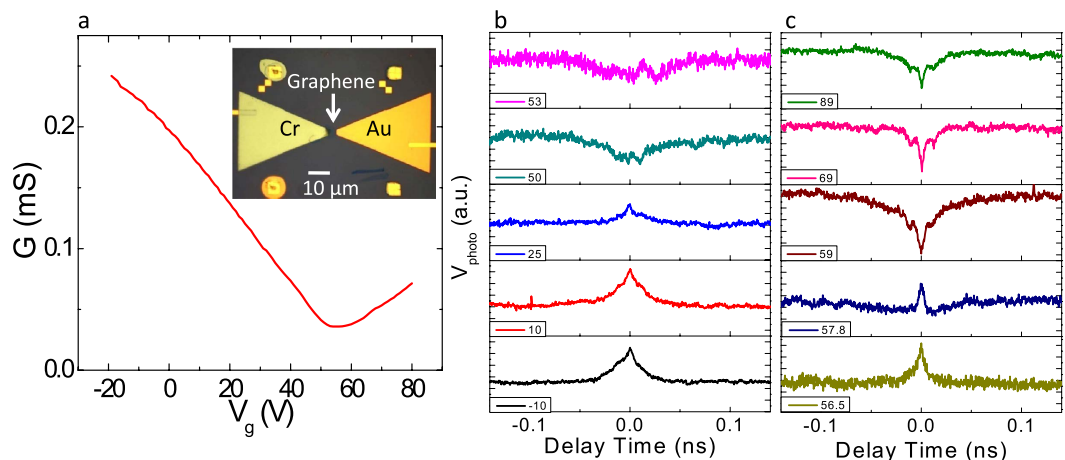 a
G (mS)
0.2
0.1
0.0
-20 0 20 40 60 80
V_g (V)
Graphene
Cr Au
10 μm
b
V_photo (a.u.)
53
50
25
10
-10
-0.1 0.0 0.1
Delay Time (ns)
c
89
69
59
57.8
56.5
-0.1 0.0 0.1
Delay Time (ns)